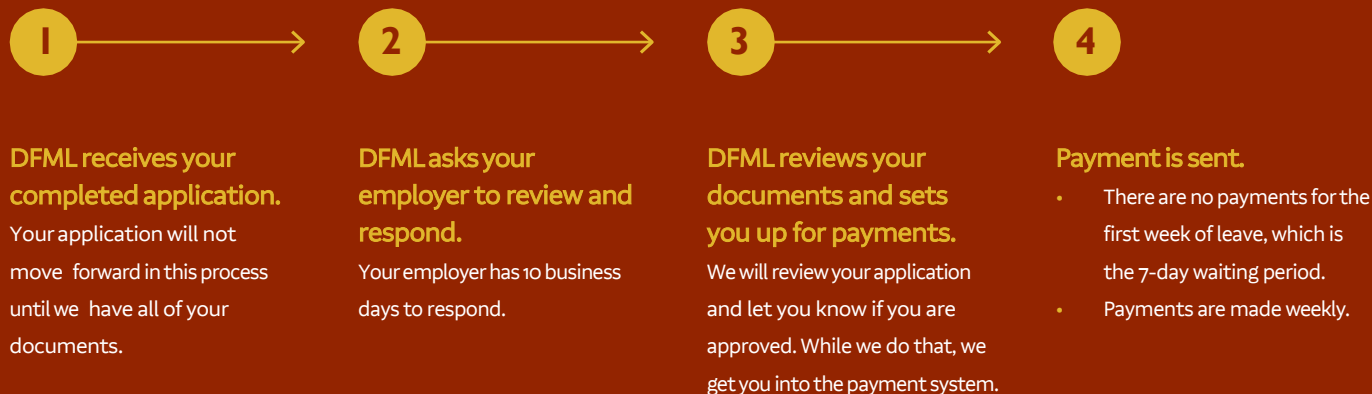 1
DFML receives your
completed application.
Your application will not
move forward in this process
until we have all of your
documents.
2
DFML asks your
employer to review and
respond.
Your employer has 10 business
days to respond.
3
DFML reviews your
documents and sets
you up for payments.
We will review your application
and let you know if you are
approved. While we do that, we
get you into the payment system.
4
Payment is sent.
• There are no payments for the
first week of leave, which is
the 7-day waiting period.
• Payments are made weekly.